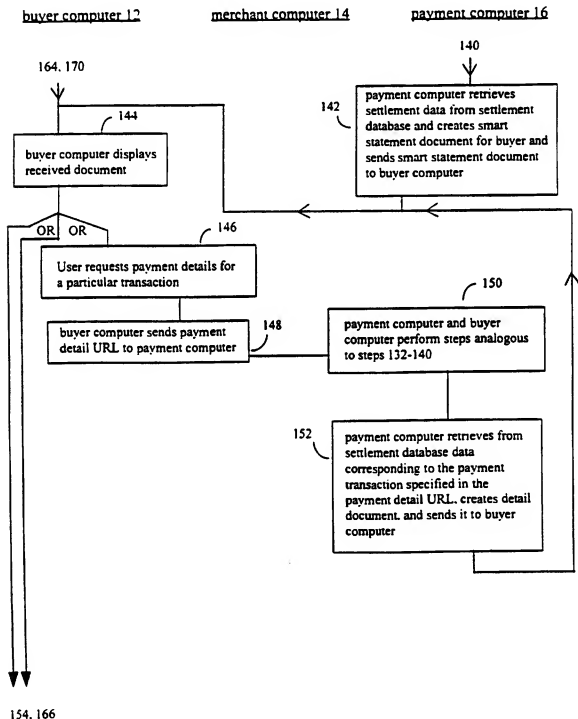 buyer computer 12 merchant computer 14 payment computer 16
164, 170
140
144
142
payment computer retrieves
settlement data from settlement
database and creates smart
statement document for buyer and
sends smart statement document
to buyer computer
buyer computer displays
received document
OR OR
146
User requests payment details for
a particular transaction
148
buyer computer sends payment
detail URL to payment computer
150
payment computer and buyer
computer perform steps analogous
to steps 132-140
152
payment computer retrieves from
settlement database data
corresponding to the payment
transaction specified in the
payment detail URL, creates detail
document, and sends it to buyer
computer
154, 166